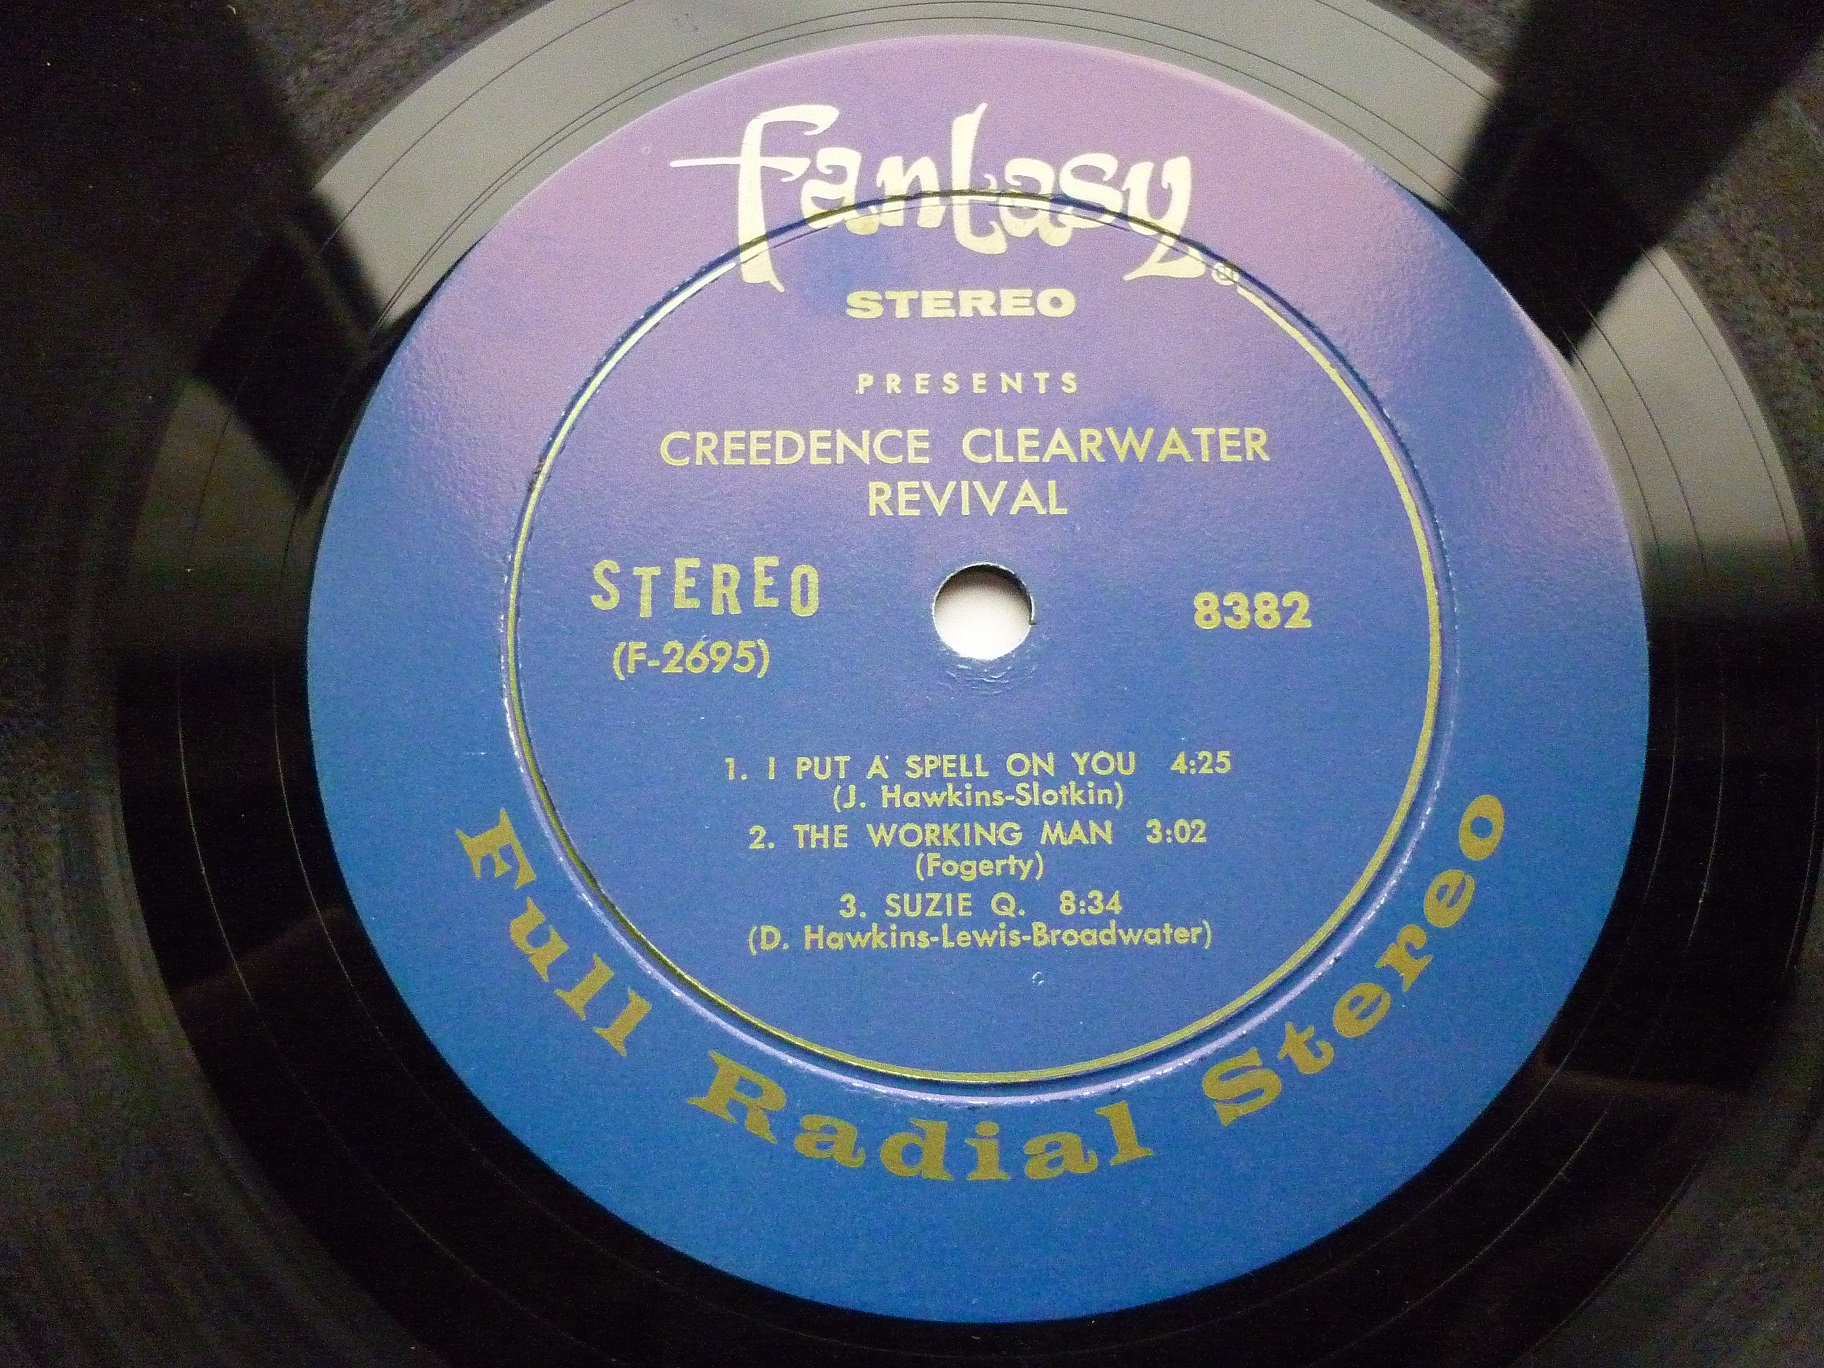 Fantasy®
STEREO
PRESENTS
CREEDENCE CLEARWATER
REVIVAL
STEREO
8382
(F-2695)
1. I PUT A SPELL ON YOU 4:25
(J. Hawkins-Slotkin)
2. THE WORKING MAN 3:02
(Fogerty)
3. SUZIE Q. 8:34
(D. Hawkins-Lewis-Broadwater)
Full Radial Stereo